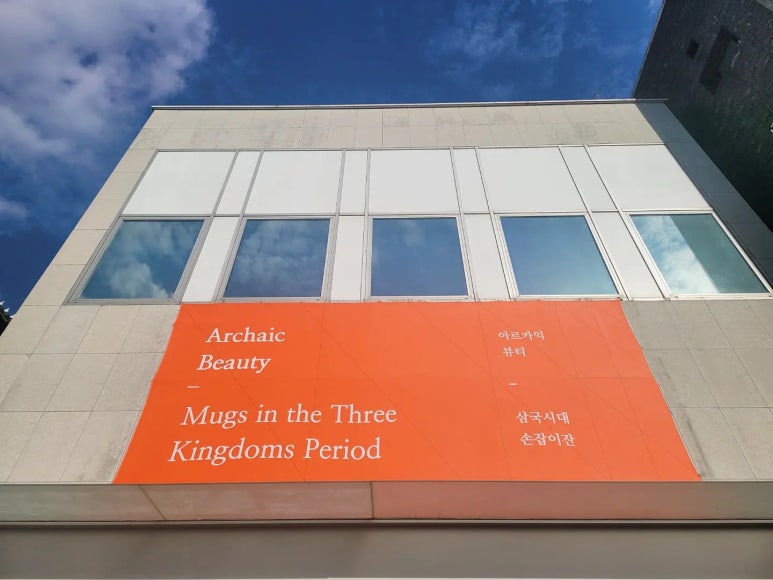 Archaic
Beauty
–
Mugs in the Three
Kingdoms Period
아르카익
뷰티
–
삼국시대
손잡이잔